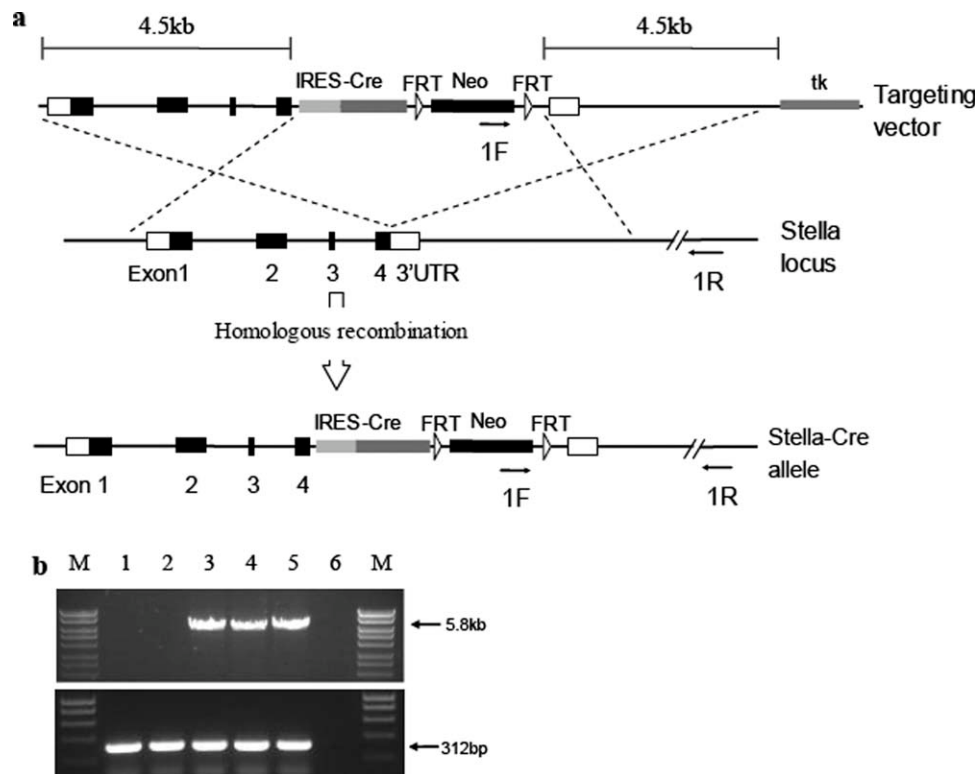 a
4.5kb 4.5kb
IRES-Cre FRT Neo FRT tk
Targeting
vector
1F
Stella
locus
Exon1 2 3 4 3'UTR 1R
Homologous recombination
IRES-Cre FRT Neo FRT
Stella-Cre
allele
Exon 1 2 3 4 1F 1R
b M 1 2 3 4 5 6 M
5.8kb
312bp